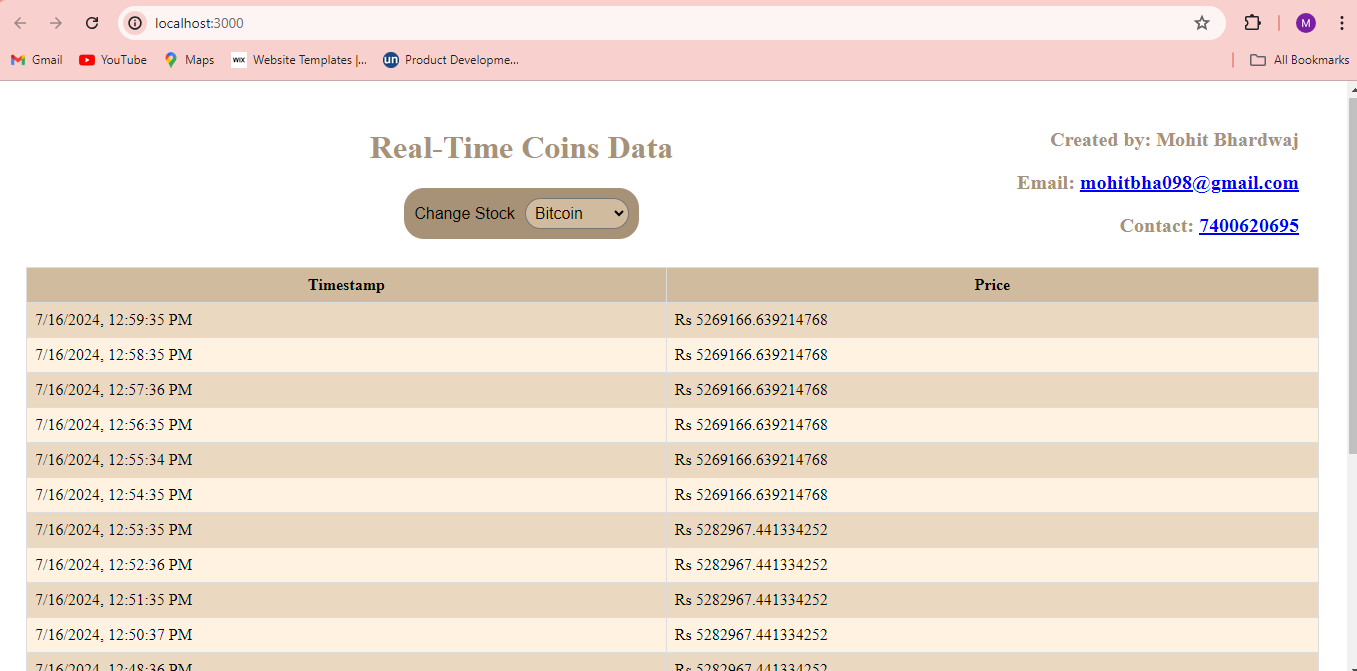 localhost:3000
M
Gmail YouTube Maps WiX Website Templates |... un Product Developme... All Bookmarks
Real-Time Coins Data
Change Stock Bitcoin
Created by: Mohit Bhardwaj
Email: mohitbha098@gmail.com
Contact: 7400620695
Timestamp Price
7/16/2024, 12:59:35 PM Rs 5269166.639214768
7/16/2024, 12:58:35 PM Rs 5269166.639214768
7/16/2024, 12:57:36 PM Rs 5269166.639214768
7/16/2024, 12:56:35 PM Rs 5269166.639214768
7/16/2024, 12:55:34 PM Rs 5269166.639214768
7/16/2024, 12:54:35 PM Rs 5269166.639214768
7/16/2024, 12:53:35 PM Rs 5282967.441334252
7/16/2024, 12:52:36 PM Rs 5282967.441334252
7/16/2024, 12:51:35 PM Rs 5282967.441334252
7/16/2024, 12:50:37 PM Rs 5282967.441334252
7/16/2024, 12:48:36 PM Rs 5282967.441334252